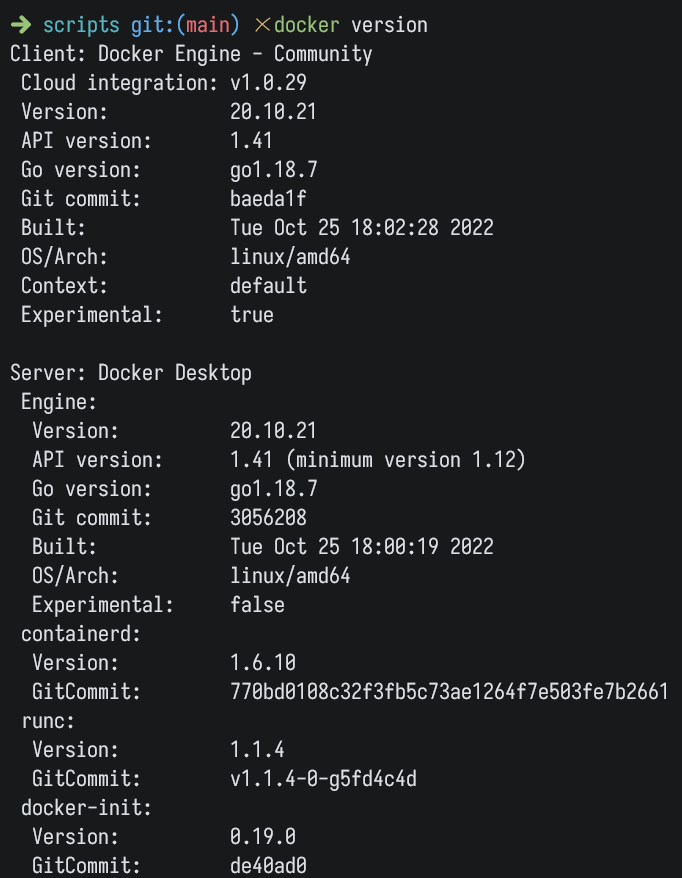 ➜ scripts git:(main) ✗docker version
Client: Docker Engine - Community
 Cloud integration: v1.0.29
 Version:           20.10.21
 API version:       1.41
 Go version:        go1.18.7
 Git commit:        baeda1f
 Built:             Tue Oct 25 18:02:28 2022
 OS/Arch:           linux/amd64
 Context:           default
 Experimental:      true

Server: Docker Desktop
 Engine:
  Version:          20.10.21
  API version:      1.41 (minimum version 1.12)
  Go version:       go1.18.7
  Git commit:       3056208
  Built:            Tue Oct 25 18:00:19 2022
  OS/Arch:          linux/amd64
  Experimental:     false
 containerd:
  Version:          1.6.10
  GitCommit:        770bd0108c32f3fb5c73ae1264f7e503fe7b2661
 runc:
  Version:          1.1.4
  GitCommit:        v1.1.4-0-g5fd4c4d
 docker-init:
  Version:          0.19.0
  GitCommit:        de40ad0